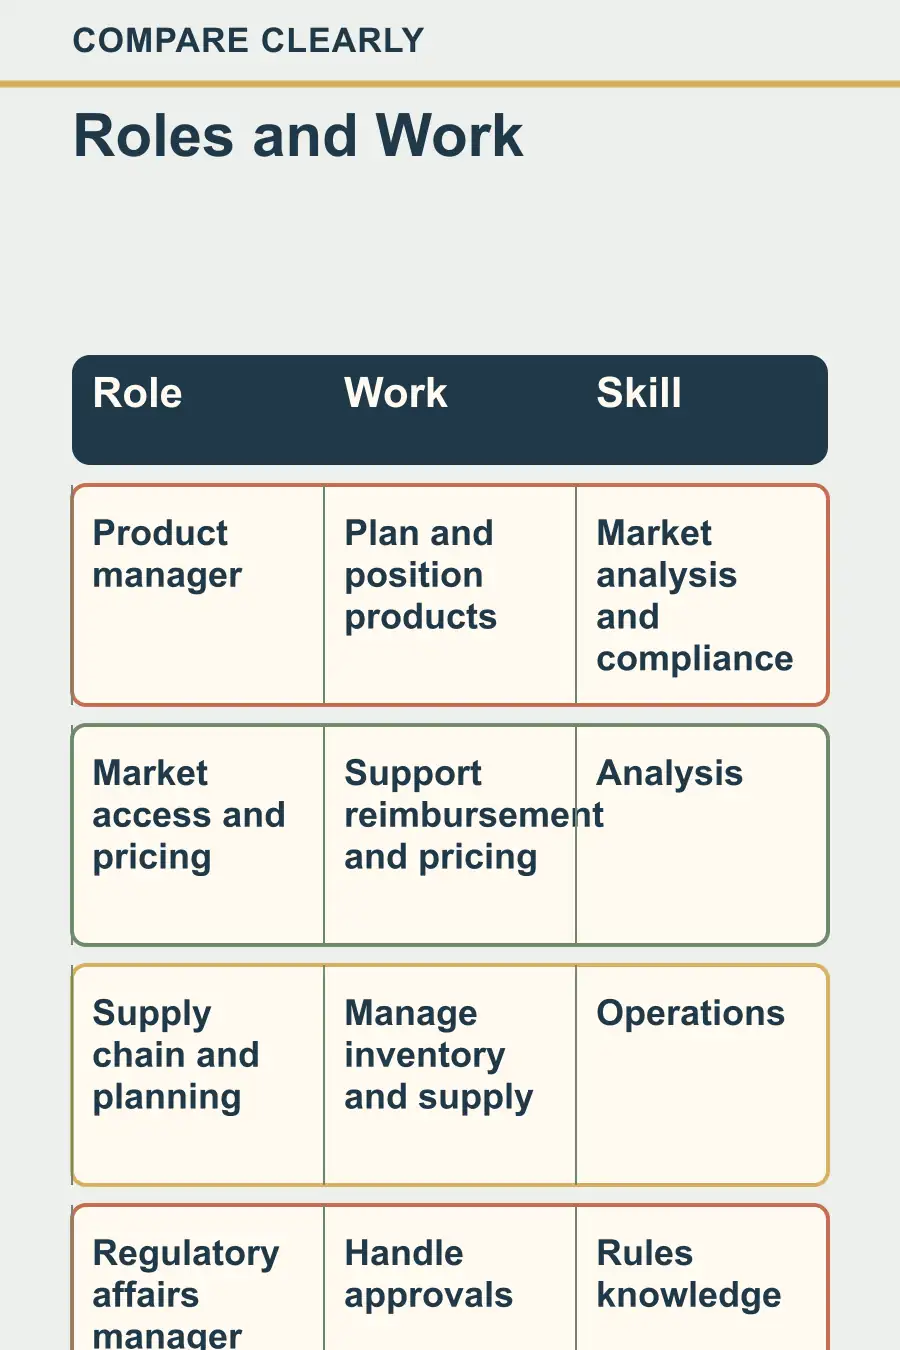 COMPARE CLEARLY
Roles and Work
Role Work Skill
Product
manager
Plan and
position
products
Market
analysis
and
compliance
Market
access and
pricing
Support
reimbursement
and pricing
Analysis
Supply
chain and
planning
Manage
inventory
and supply
Operations
Regulatory
affairs
manager
Handle
approvals
Rules
knowledge